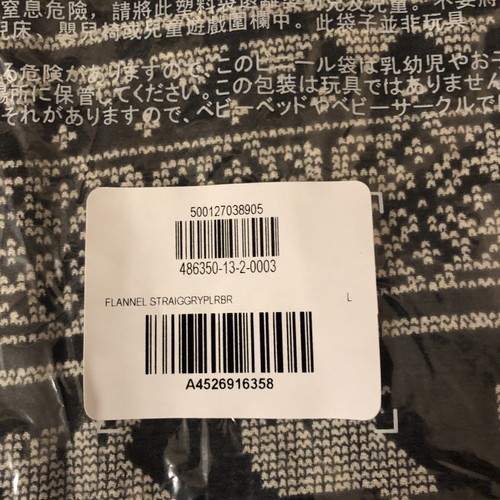 窒息危險，請將此塑料袋遠離嬰幼兒及兒童。不要將
兒床、嬰兒椅或兒童遊戲圍欄中。此袋子並非玩具。
る危険がありますので、このビニール袋は乳幼児やお子
場所に保管してください。この包装は玩具ではありません
それがありますので、ベビーベッドやベビーサークルで
500127038905
486350-13-2-0003
FLANNEL STRAIGGRYPLRBR L
A4526916358